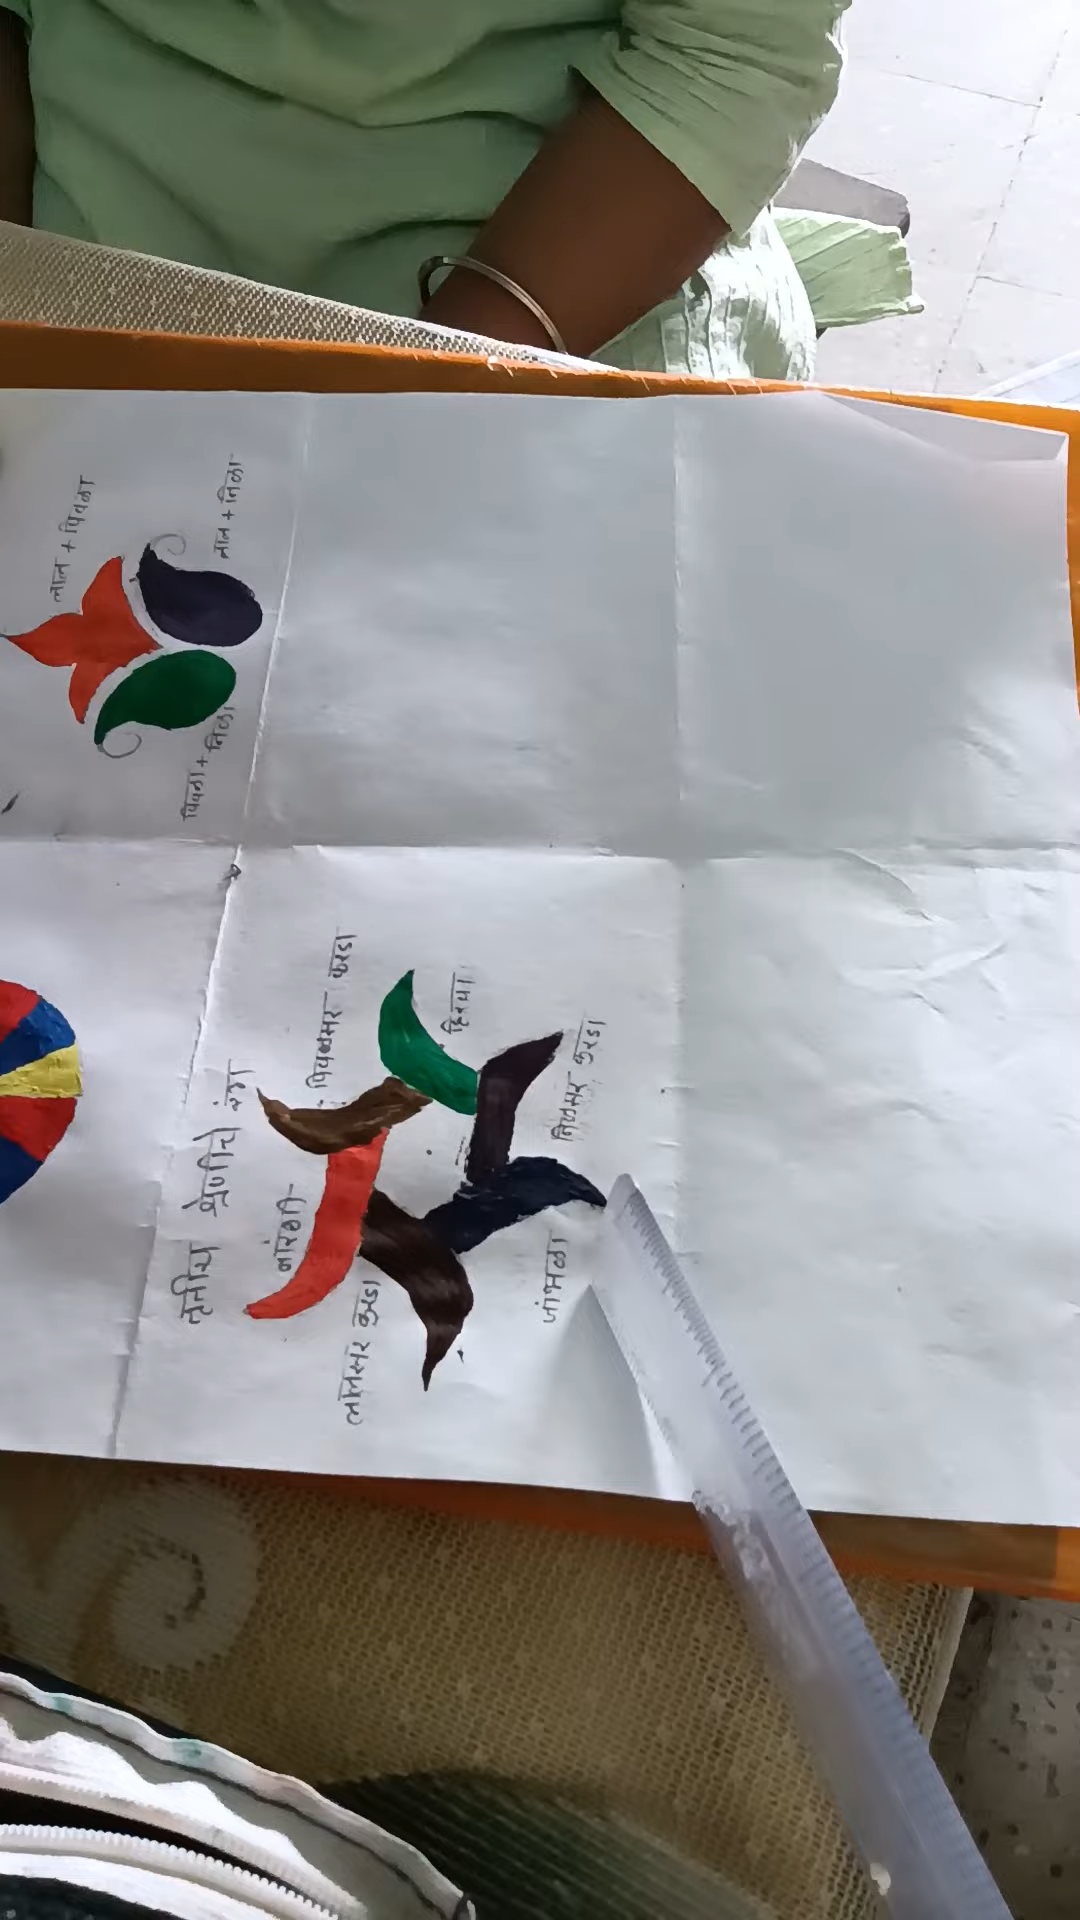 लाल + पिवळा
लाल + निळा
पिवळा + निळा
तृतीय श्रेणीचे रंग
नारंगी
पिवळसर करडा
हिरवा
निळसर करडा
जांभळा
लालसर करडा